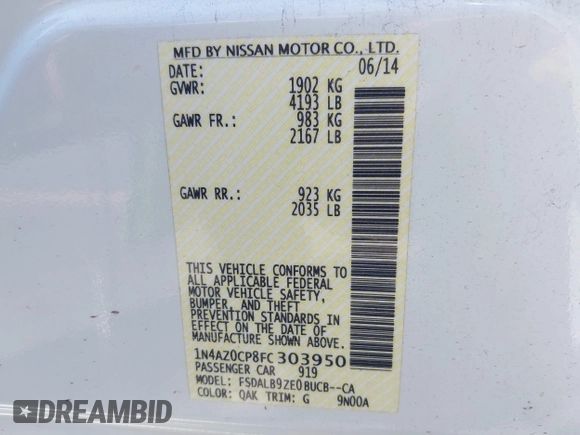 MFD BY NISSAN MOTOR CO., LTD.
DATE: 06/14
GVWR: 1902 KG
4193 LB
GAWR FR.: 983 KG
2167 LB
GAWR RR.: 923 KG
2035 LB
THIS VEHICLE CONFORMS TO
ALL APPLICABLE FEDERAL
MOTOR VEHICLE SAFETY,
BUMPER, AND THEFT
PREVENTION STANDARDS IN
EFFECT ON THE DATE OF
MANUFACTURE SHOWN ABOVE.
1N4AZ0CP8FC303950
PASSENGER CAR 919
MODEL: FSDALB9ZE0BUCB--CA
COLOR: QAK TRIM: G 9N00A
DREAMBID
DREAMBID.COM